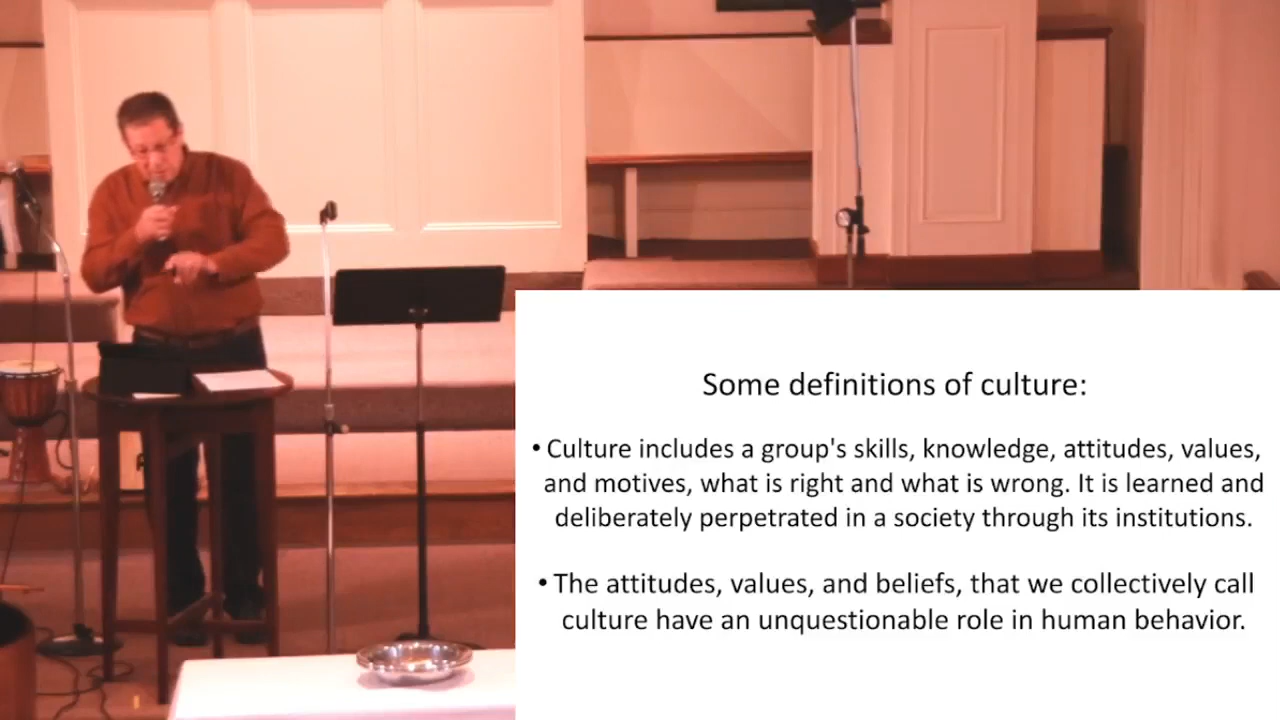 Some definitions of culture:
• Culture includes a group's skills, knowledge, attitudes, values,
and motives, what is right and what is wrong. It is learned and
deliberately perpetrated in a society through its institutions.
• The attitudes, values, and beliefs, that we collectively call
culture have an unquestionable role in human behavior.